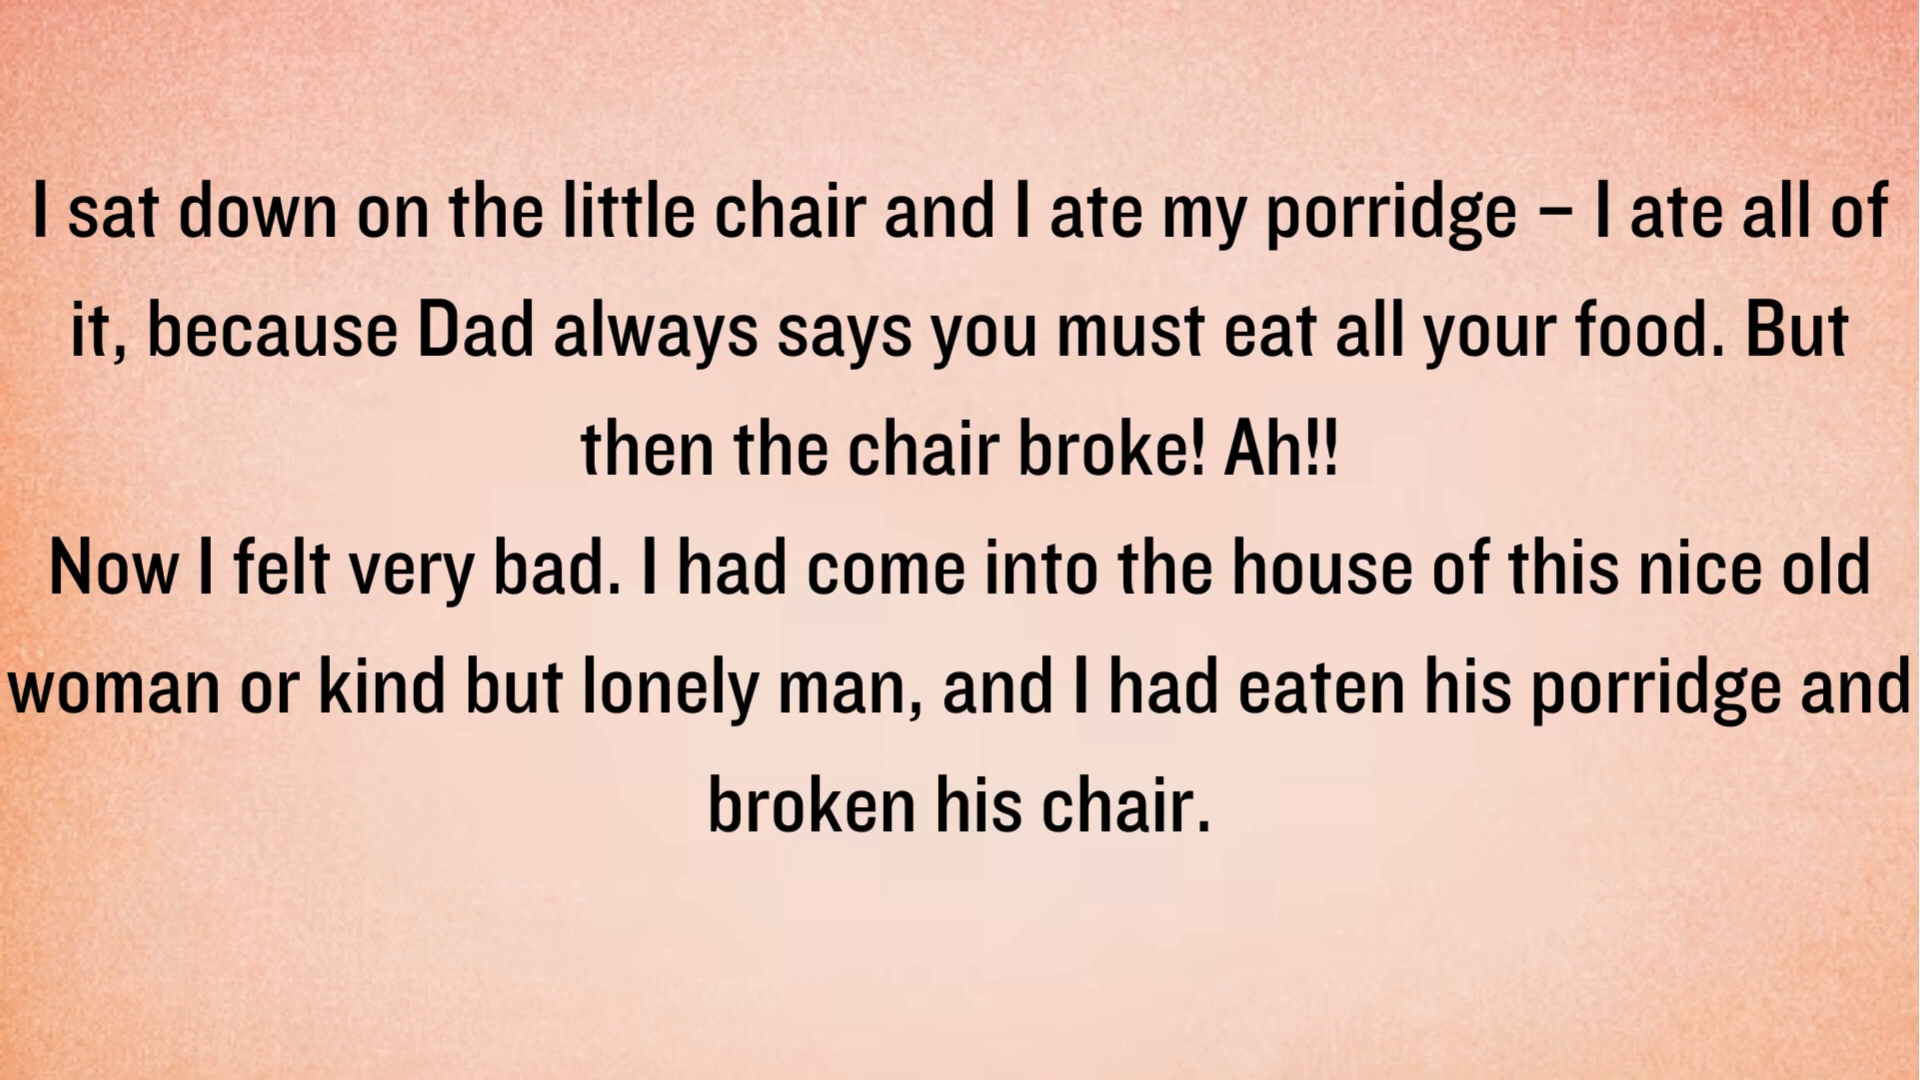 I sat down on the little chair and I ate my porridge – I ate all of
it, because Dad always says you must eat all your food. But
then the chair broke! Ah!!
Now I felt very bad. I had come into the house of this nice old
woman or kind but lonely man, and I had eaten his porridge and
broken his chair.